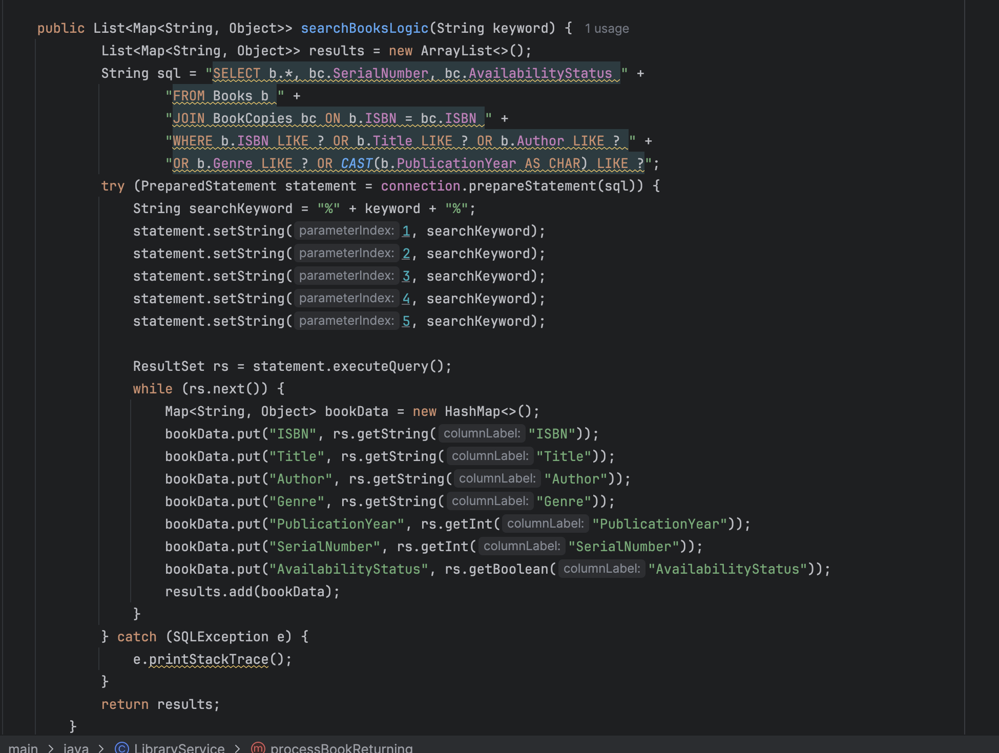 public List<Map<String, Object>> searchBooksLogic(String keyword) { 1 usage
List<Map<String, Object>> results = new ArrayList<>();
String sql = "SELECT b.*, bc.SerialNumber, bc.AvailabilityStatus " +
"FROM Books b " +
"JOIN BookCopies bc ON b.ISBN = bc.ISBN " +
"WHERE b.ISBN LIKE ? OR b.Title LIKE ? OR b.Author LIKE ? " +
"OR b.Genre LIKE ? OR CAST(b.PublicationYear AS CHAR) LIKE ?";
try (PreparedStatement statement = connection.prepareStatement(sql)) {
String searchKeyword = "%" + keyword + "%";
statement.setString( parameterIndex: 1, searchKeyword);
statement.setString( parameterIndex: 2, searchKeyword);
statement.setString( parameterIndex: 3, searchKeyword);
statement.setString( parameterIndex: 4, searchKeyword);
statement.setString( parameterIndex: 5, searchKeyword);
ResultSet rs = statement.executeQuery();
while (rs.next()) {
Map<String, Object> bookData = new HashMap<>();
bookData.put("ISBN", rs.getString( columnLabel: "ISBN"));
bookData.put("Title", rs.getString( columnLabel: "Title"));
bookData.put("Author", rs.getString( columnLabel: "Author"));
bookData.put("Genre", rs.getString( columnLabel: "Genre"));
bookData.put("PublicationYear", rs.getInt( columnLabel: "PublicationYear"));
bookData.put("SerialNumber", rs.getInt( columnLabel: "SerialNumber"));
bookData.put("AvailabilityStatus", rs.getBoolean( columnLabel: "AvailabilityStatus"));
results.add(bookData);
}
} catch (SQLException e) {
e.printStackTrace();
}
return results;
}
main > java > C LibraryService > m processBookReturning